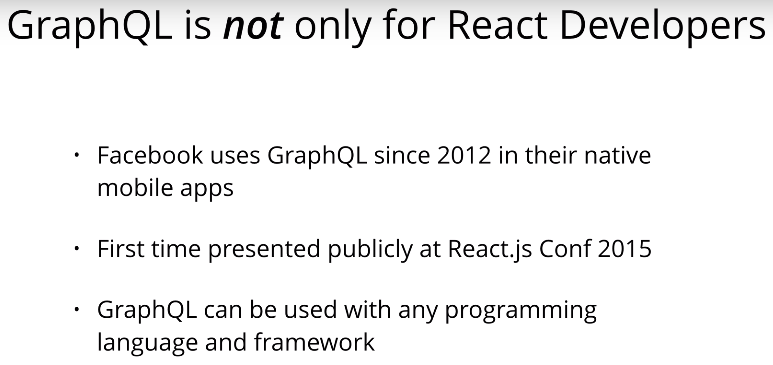 GraphQL is not only for React Developers
• Facebook uses GraphQL since 2012 in their native
mobile apps
• First time presented publicly at React.js Conf 2015
• GraphQL can be used with any programming
language and framework